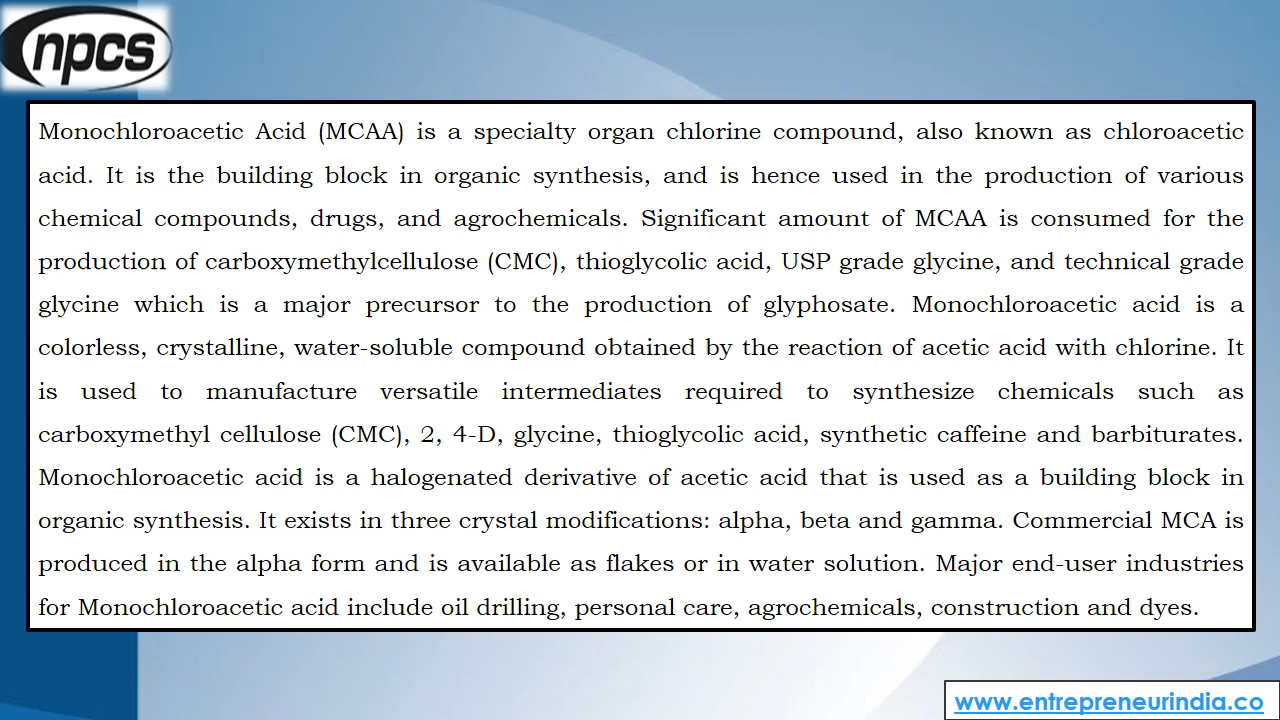 npcs
Monochloroacetic Acid (MCAA) is a specialty organ chlorine compound, also known as chloroacetic
acid. It is the building block in organic synthesis, and is hence used in the production of various
chemical compounds, drugs, and agrochemicals. Significant amount of MCAA is consumed for the
production of carboxymethylcellulose (CMC), thioglycolic acid, USP grade glycine, and technical grade
glycine which is a major precursor to the production of glyphosate. Monochloroacetic acid is a
colorless, crystalline, water-soluble compound obtained by the reaction of acetic acid with chlorine. It
is used to manufacture versatile intermediates required to synthesize chemicals such as
carboxymethyl cellulose (CMC), 2, 4-D, glycine, thioglycolic acid, synthetic caffeine and barbiturates.
Monochloroacetic acid is a halogenated derivative of acetic acid that is used as a building block in
organic synthesis. It exists in three crystal modifications: alpha, beta and gamma. Commercial MCA is
produced in the alpha form and is available as flakes or in water solution. Major end-user industries
for Monochloroacetic acid include oil drilling, personal care, agrochemicals, construction and dyes.
www.entrepreneurindia.co